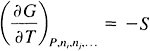 (∂G/∂T)_{P,n_i,n_j,...} = −S